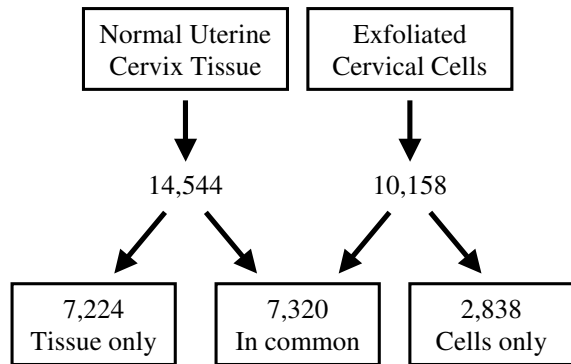 Normal Uterine
Cervix Tissue
Exfoliated
Cervical Cells
14,544
10,158
7,224
Tissue only
7,320
In common
2,838
Cells only